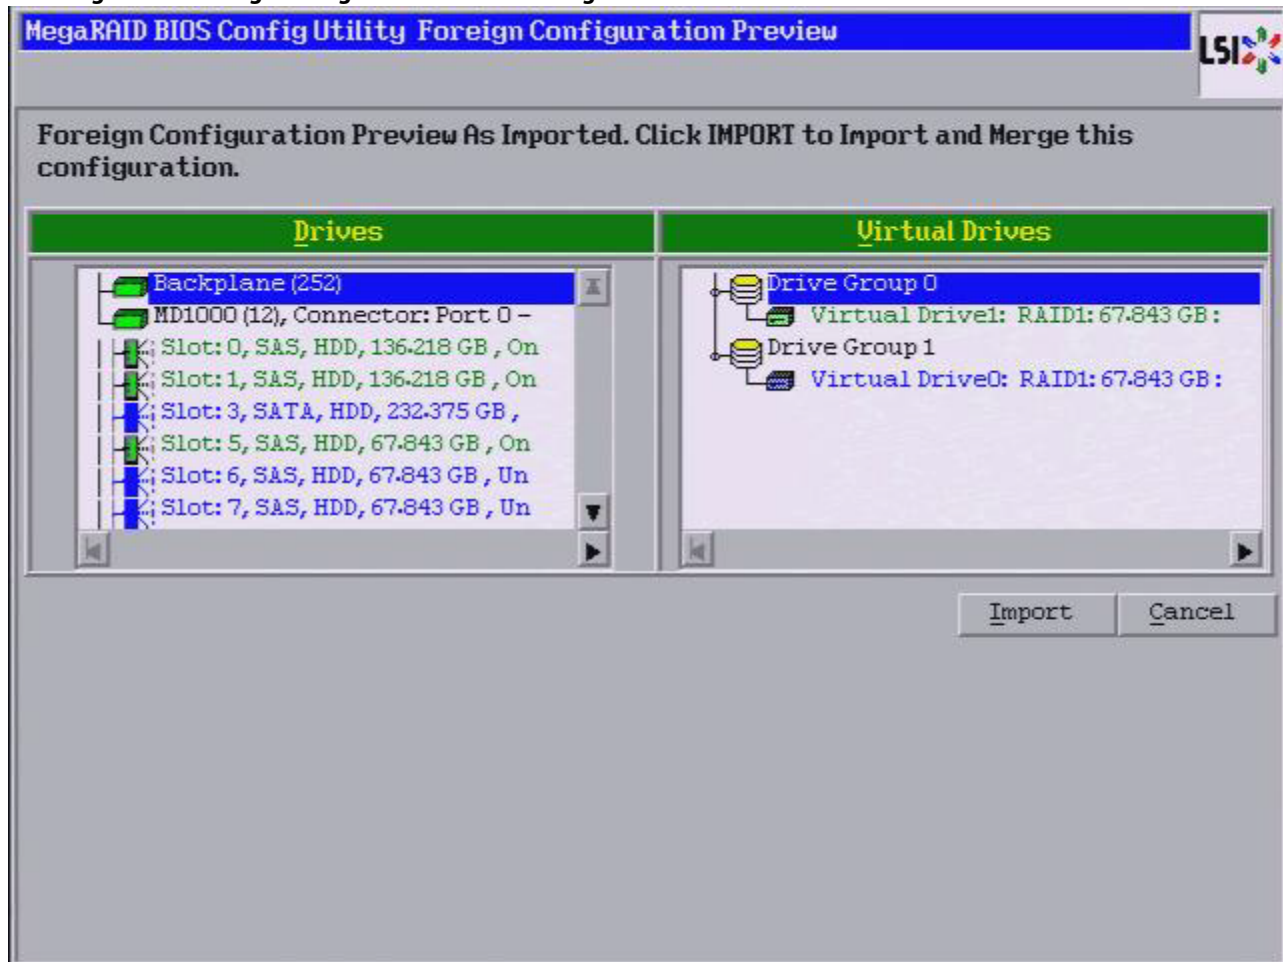 MegaRAID BIOS Config Utility Foreign Configuration Preview
LSI
Foreign Configuration Preview As Imported. Click IMPORT to Import and Merge this
configuration.
Drives
Backplane (252)
MD1000 (12), Connector: Port 0 -
Slot: 0, SAS, HDD, 136.218 GB , On
Slot: 1, SAS, HDD, 136.218 GB , On
Slot: 3, SATA, HDD, 232.375 GB ,
Slot: 5, SAS, HDD, 67.843 GB , On
Slot: 6, SAS, HDD, 67.843 GB , Un
Slot: 7, SAS, HDD, 67.843 GB , Un
Virtual Drives
Drive Group 0
Virtual Drive1: RAID1: 67.843 GB :
Drive Group 1
Virtual Drive0: RAID1: 67.843 GB :
Import
Cancel